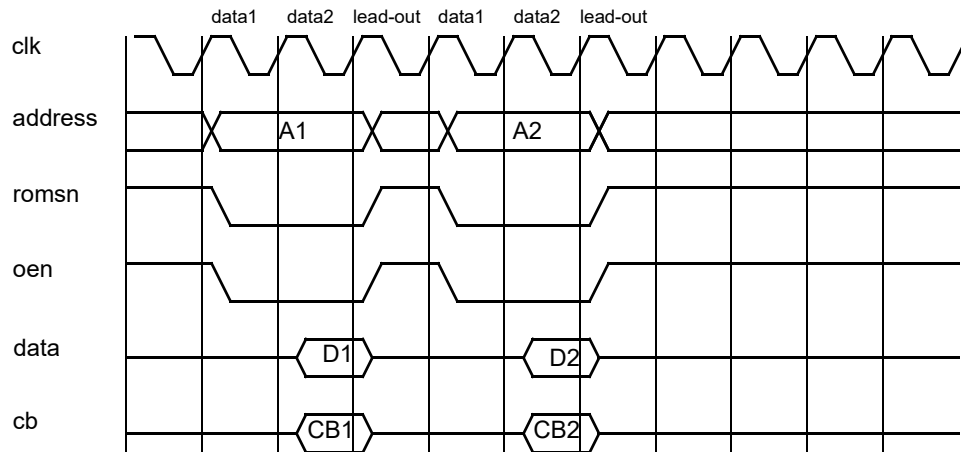 data1 data2 lead-out data1 data2 lead-out
clk
address A1 A2
romsn
oen
data D1 D2
cb CB1 CB2